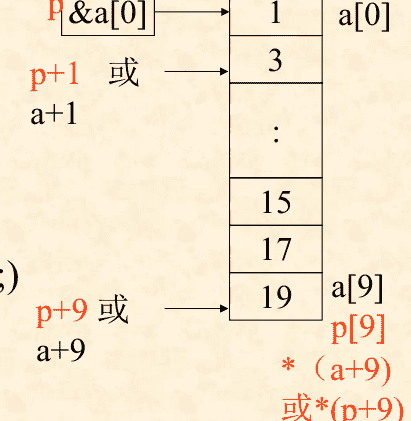 p &a[0] 1 a[0]
p+1 或 3
a+1
:
15
17
;)
p+9 或 19 a[9]
a+9 p[9]
*（a+9)
或*(p+9)